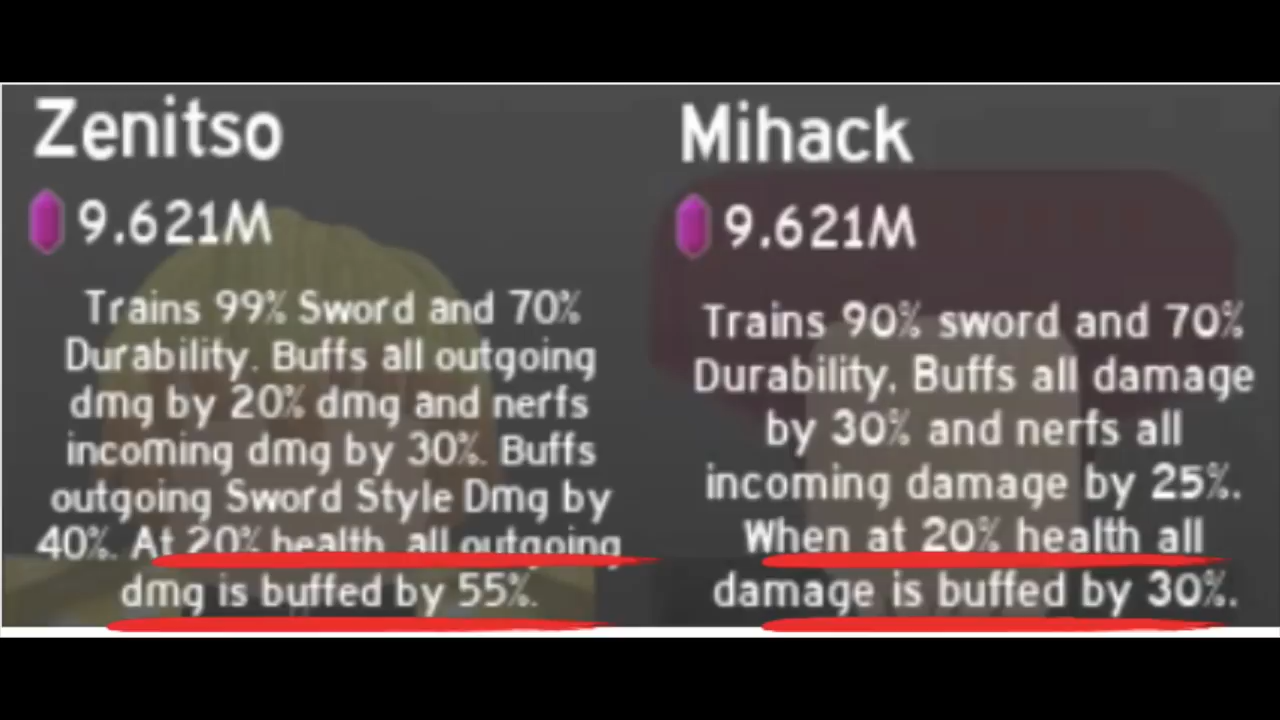 Zenitso
9.621M
Trains 99% Sword and 70%
Durability. Buffs all outgoing
dmg by 20% dmg and nerfs
incoming dmg by 30%. Buffs
outgoing Sword Style Dmg by
40%. At 20% health all outgoing
dmg is buffed by 55%.
Mihack
9.621M
Trains 90% sword and 70%
Durability. Buffs all damage
by 30% and nerfs all
incoming damage by 25%.
When at 20% health all
damage is buffed by 30%.